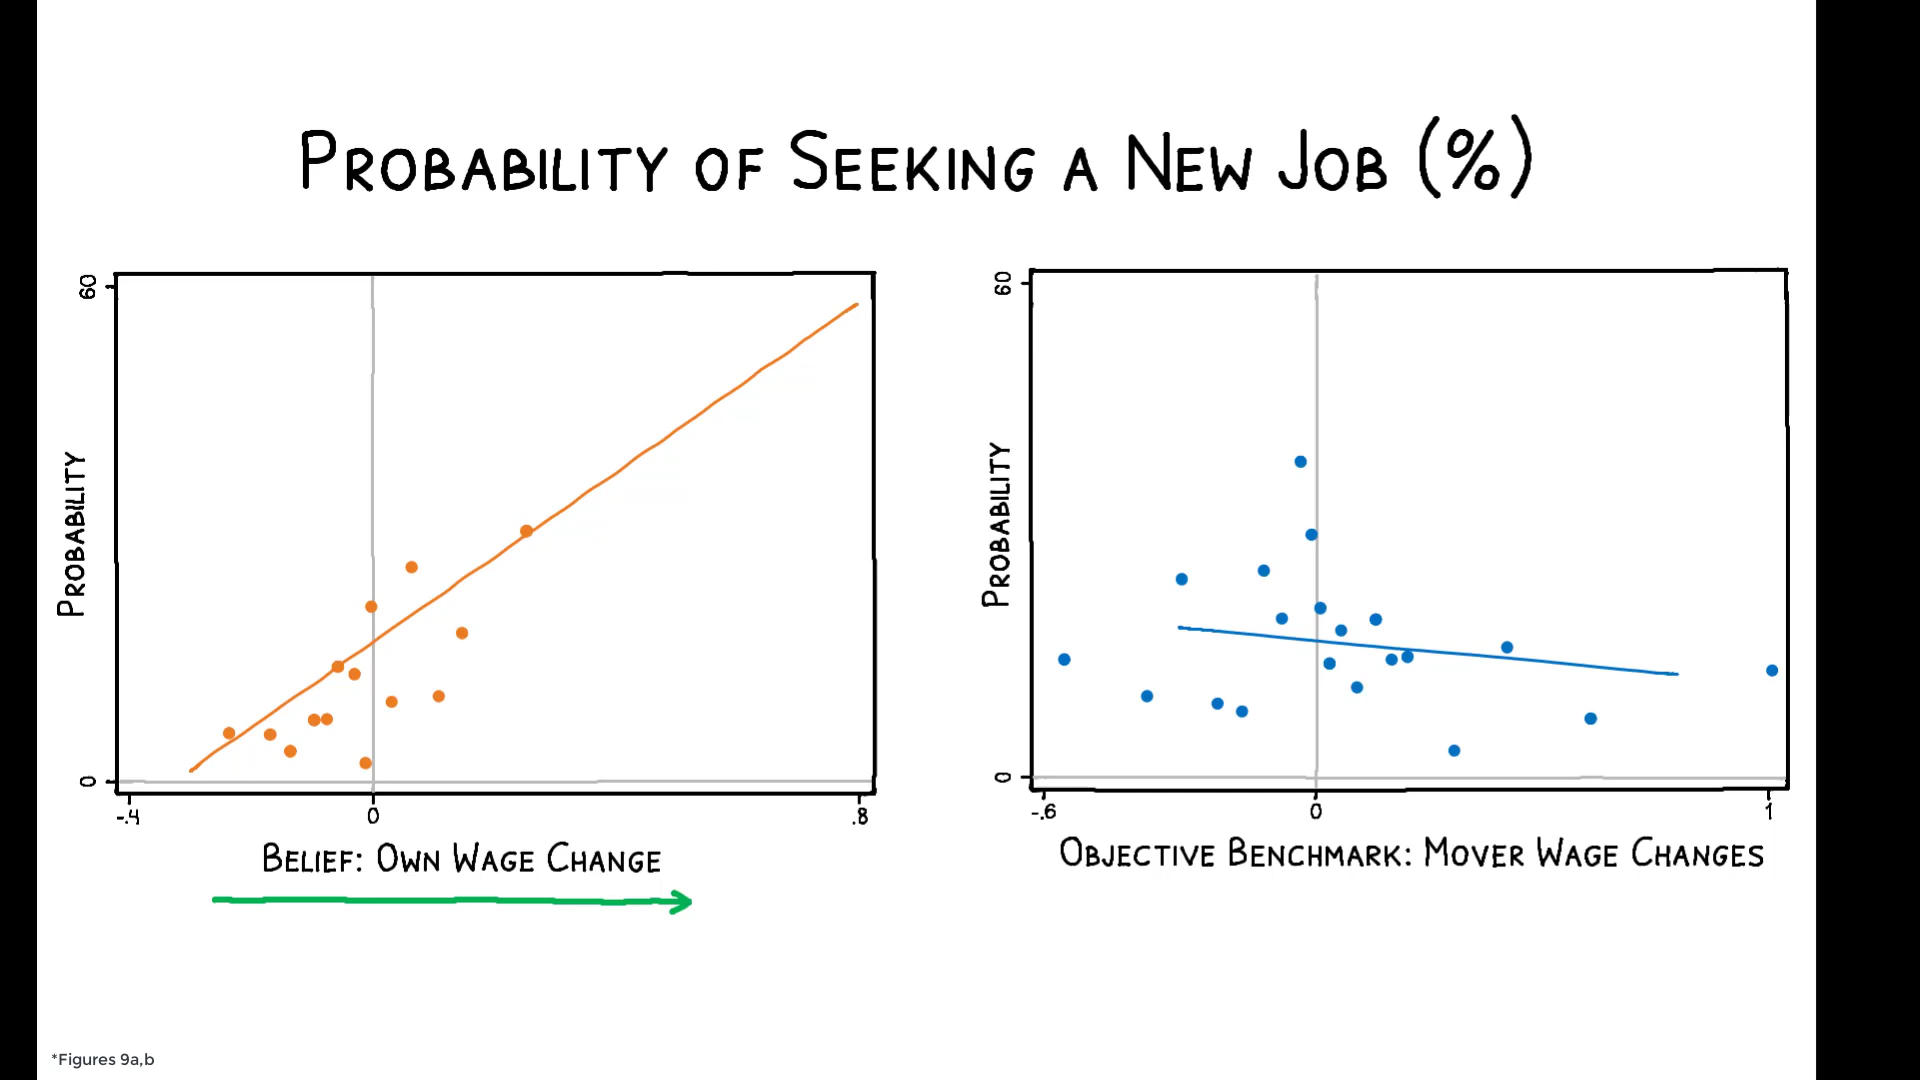 Probability of Seeking a New Job (%)
60
Probability
0
-.4
0
.8
Belief: Own Wage Change
60
Probability
0
-.6
0
1
Objective Benchmark: Mover Wage Changes
*Figures 9a,b